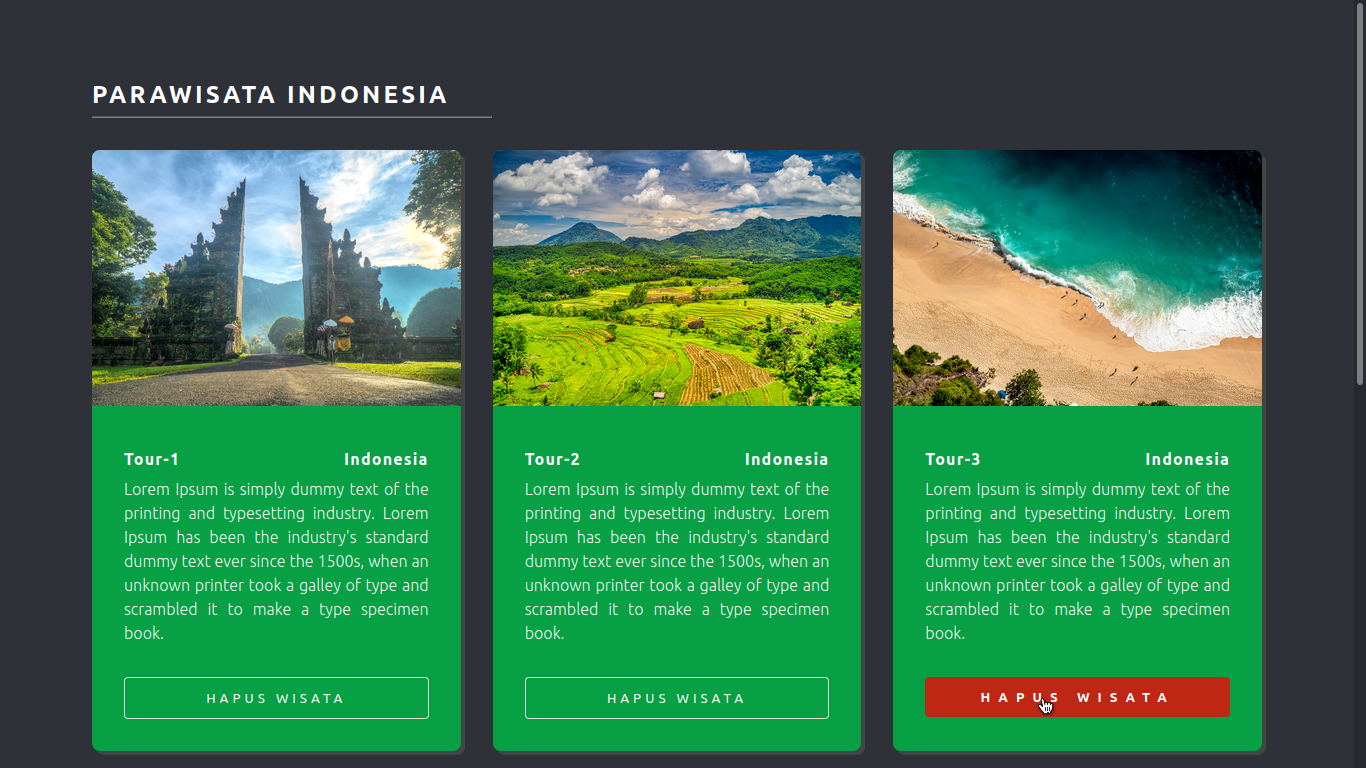 PARAWISATA INDONESIA
Tour-1 Indonesia
Lorem Ipsum is simply dummy text of the
printing and typesetting industry. Lorem
Ipsum has been the industry's standard
dummy text ever since the 1500s, when an
unknown printer took a galley of type and
scrambled it to make a type specimen
book.
HAPUS WISATA
Tour-2 Indonesia
Lorem Ipsum is simply dummy text of the
printing and typesetting industry. Lorem
Ipsum has been the industry's standard
dummy text ever since the 1500s, when an
unknown printer took a galley of type and
scrambled it to make a type specimen
book.
HAPUS WISATA
Tour-3 Indonesia
Lorem Ipsum is simply dummy text of the
printing and typesetting industry. Lorem
Ipsum has been the industry's standard
dummy text ever since the 1500s, when an
unknown printer took a galley of type and
scrambled it to make a type specimen
book.
HAPUS WISATA